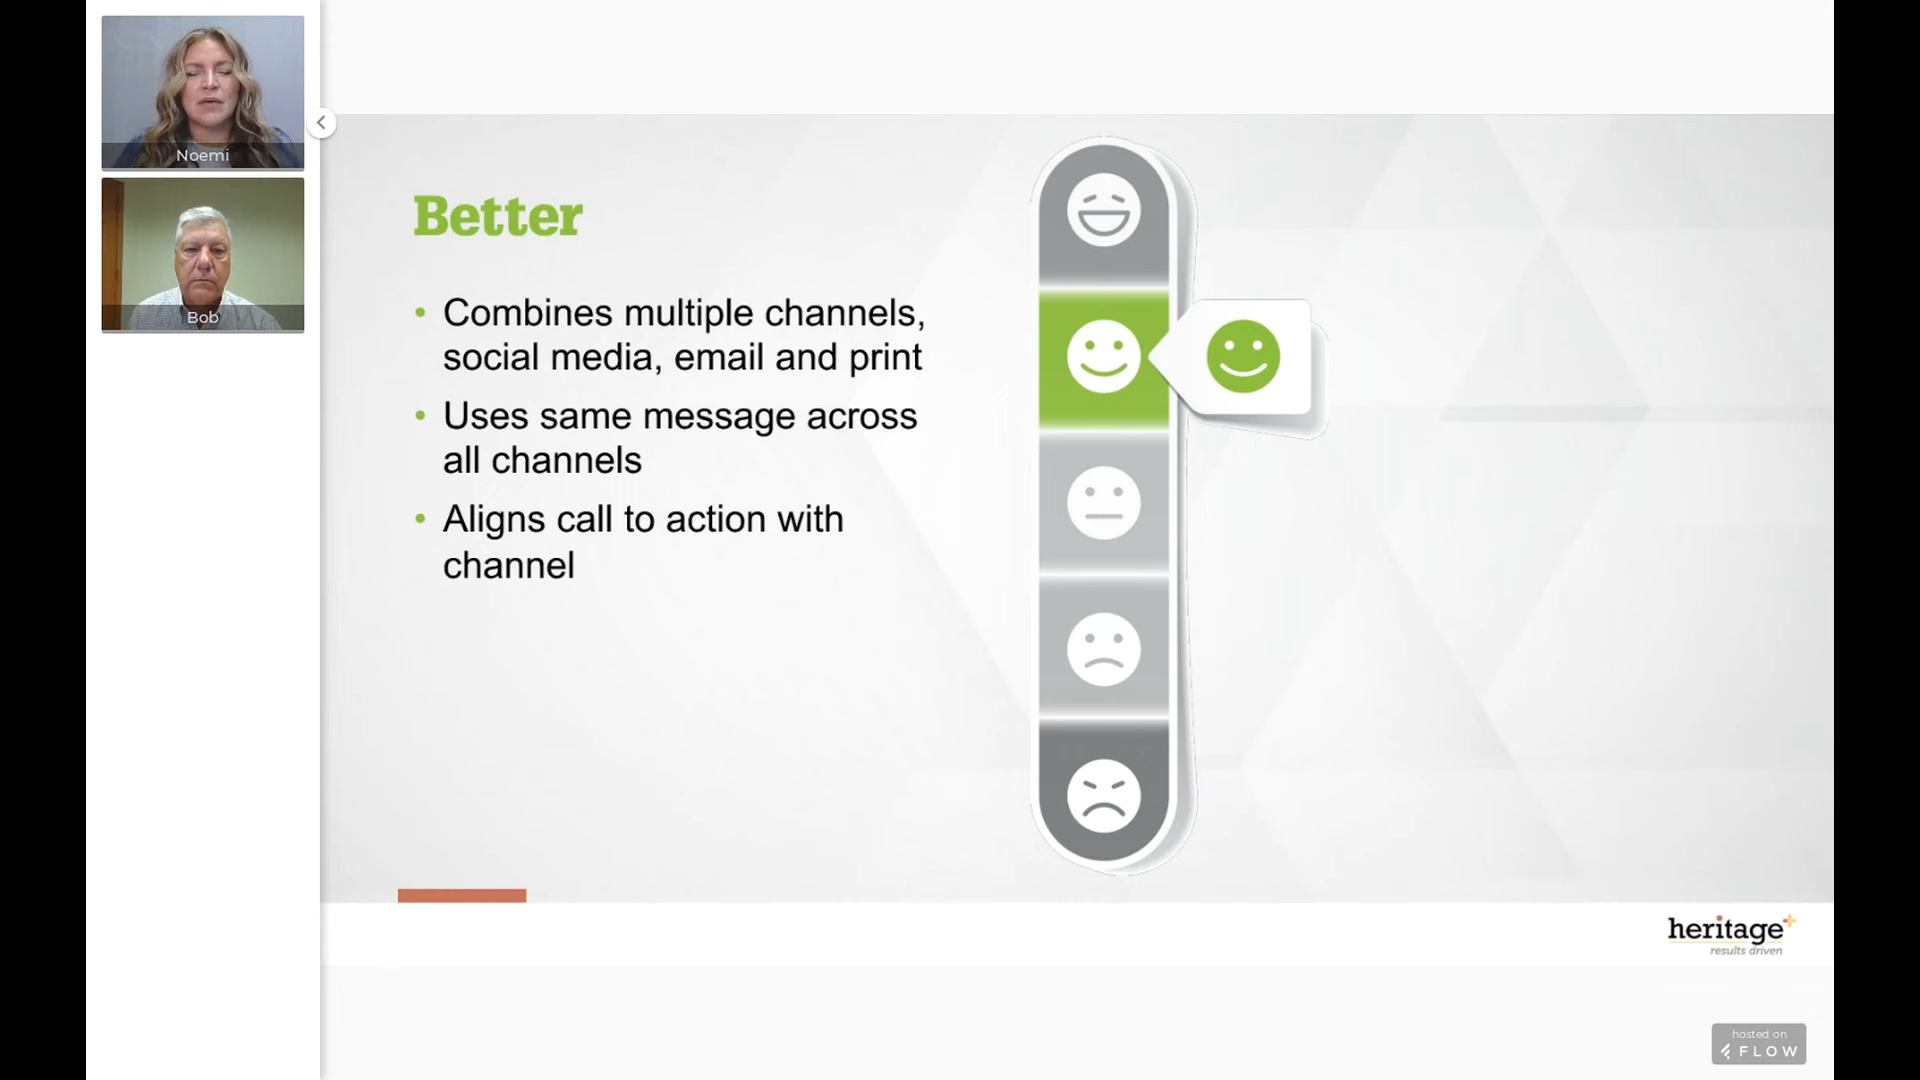 Noemi
Bob
Better
• Combines multiple channels,
social media, email and print
• Uses same message across
all channels
• Aligns call to action with
channel
heritage+
results driven
hosted on
FLOW